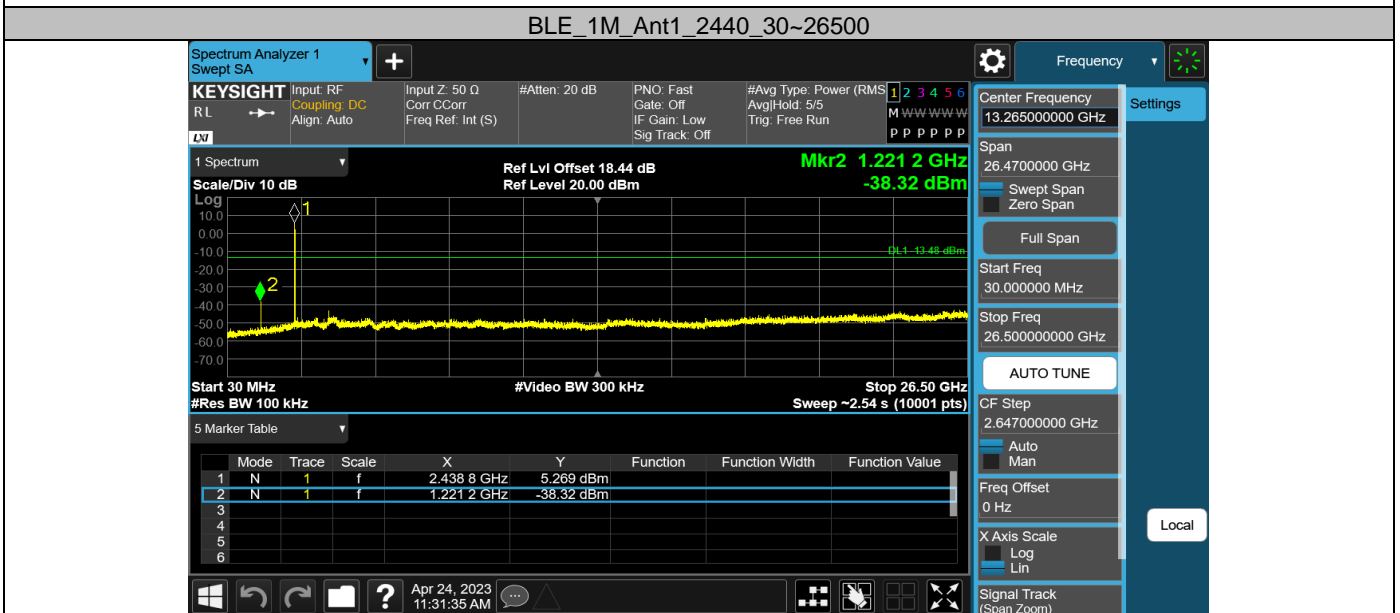 BLE_1M_Ant1_2440_30~26500
Spectrum Analyzer 1
Swept SA
+
Frequency
KEYSIGHT
RL
LXI
Input: RF
Coupling: DC
Align: Auto
Input Z: 50 Ω
Corr CCorr
Freq Ref: Int (S)
#Atten: 20 dB
PNO: Fast
Gate: Off
IF Gain: Low
Sig Track: Off
#Avg Type: Power (RMS
Avg|Hold: 5/5
Trig: Free Run
1 2 3 4 5 6
M W W W W W
P P P P P P
Center Frequency
13.265000000 GHz
Settings
1 Spectrum
Scale/Div 10 dB
Ref Lvl Offset 18.44 dB
Ref Level 20.00 dBm
Mkr2 1.221 2 GHz
-38.32 dBm
Log
10.0
0.00
-10.0
-20.0
-30.0
-40.0
-50.0
-60.0
-70.0
1
2
DL1 -13.48 dBm
Start 30 MHz
#Res BW 100 kHz
#Video BW 300 kHz
Stop 26.50 GHz
Sweep ~2.54 s (10001 pts)
Span
26.4700000 GHz
Swept Span
Zero Span
Full Span
Start Freq
30.000000 MHz
Stop Freq
26.500000000 GHz
AUTO TUNE
CF Step
2.647000000 GHz
Auto
Man
Freq Offset
0 Hz
X Axis Scale
Log
Lin
Signal Track
(Span Zoom)
Local
5 Marker Table
Mode Trace Scale X Y Function Function Width Function Value
1 N 1 f 2.438 8 GHz 5.269 dBm
2 N 1 f 1.221 2 GHz -38.32 dBm
3
4
5
6
?
Apr 24, 2023
11:31:35 AM